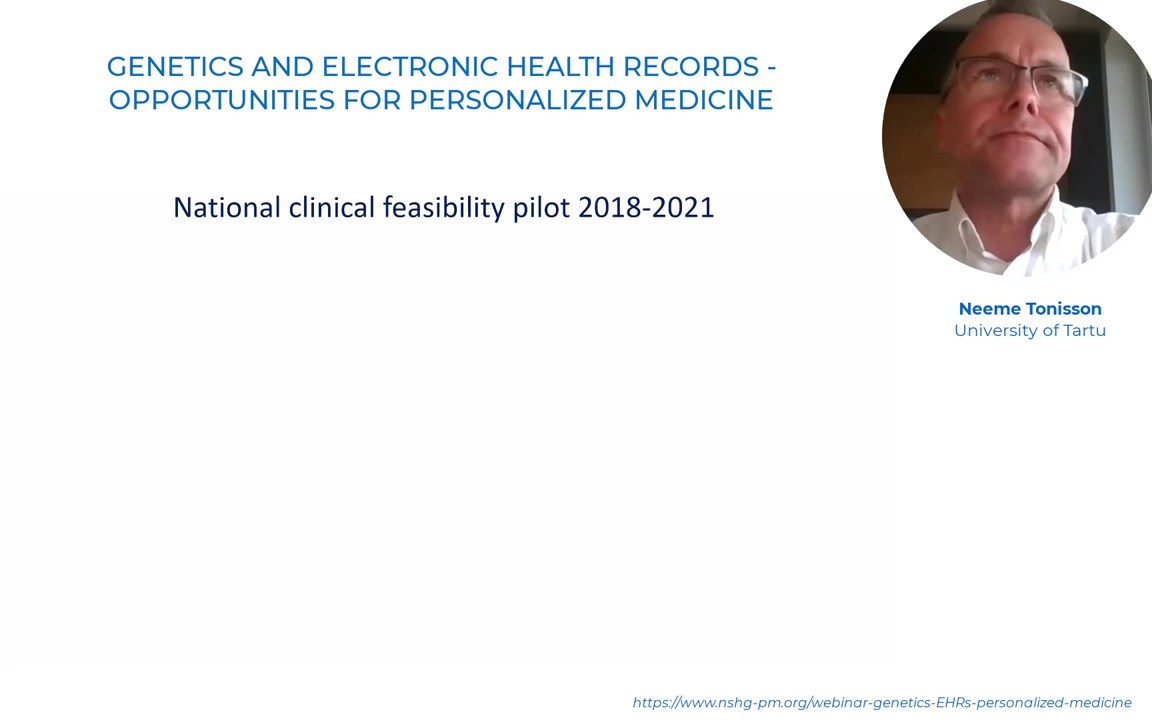 GENETICS AND ELECTRONIC HEALTH RECORDS -
OPPORTUNITIES FOR PERSONALIZED MEDICINE
National clinical feasibility pilot 2018-2021
Neeme Tonisson
University of Tartu
https://www.nshg-pm.org/webinar-genetics-EHRs-personalized-medicine